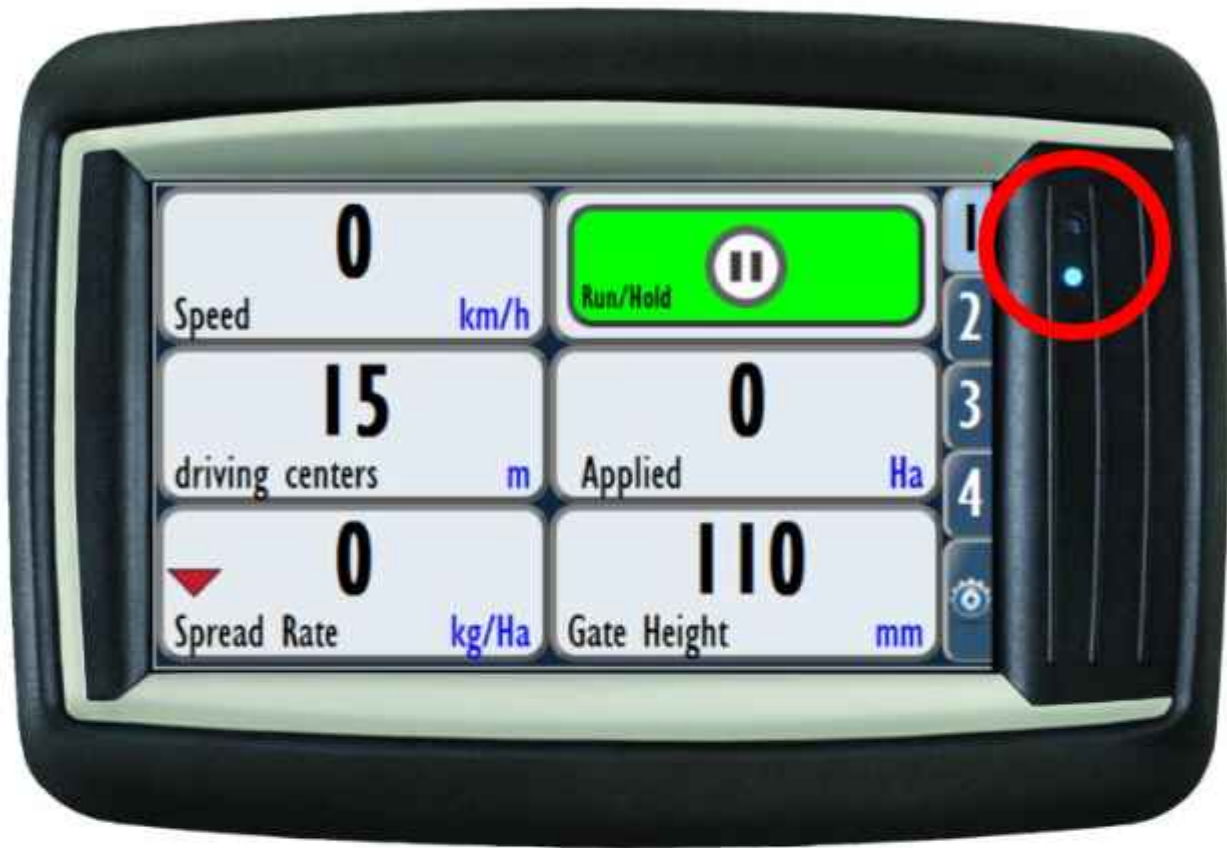 0
Speed km/h
Run/Hold
1
2
15
driving centers m
0
Applied Ha
3
4
0
Spread Rate kg/Ha
110
Gate Height mm